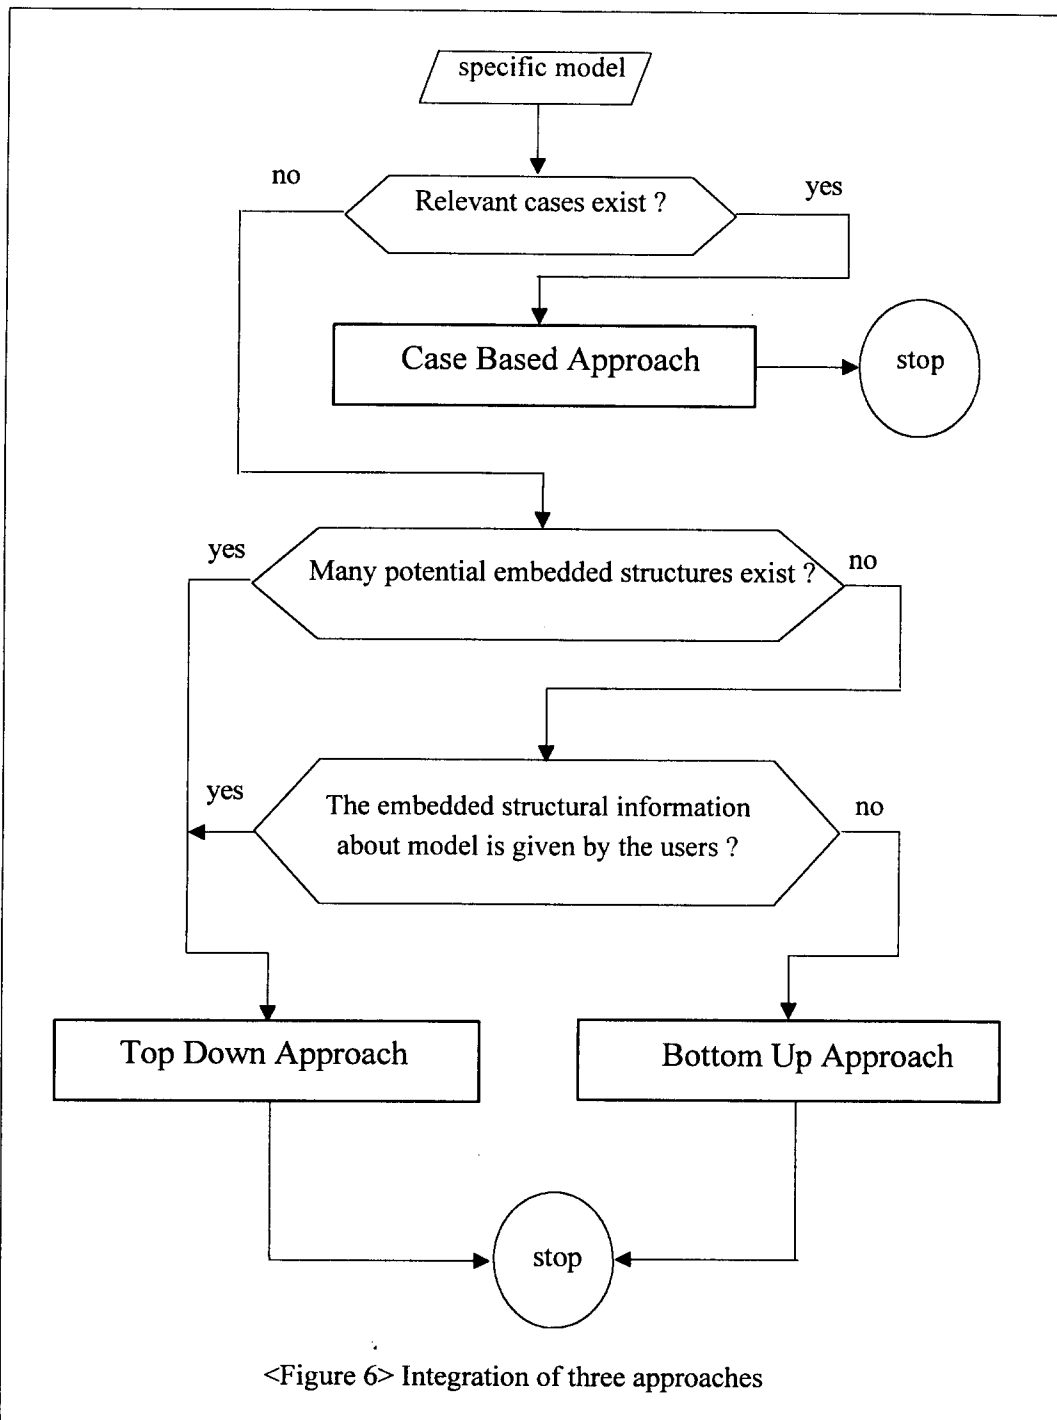 specific model
no
Relevant cases exist ?
yes
Case Based Approach
stop
yes
Many potential embedded structures exist ?
no
yes
The embedded structural information
about model is given by the users ?
no
Top Down Approach
Bottom Up Approach
stop
<Figure 6> Integration of three approaches